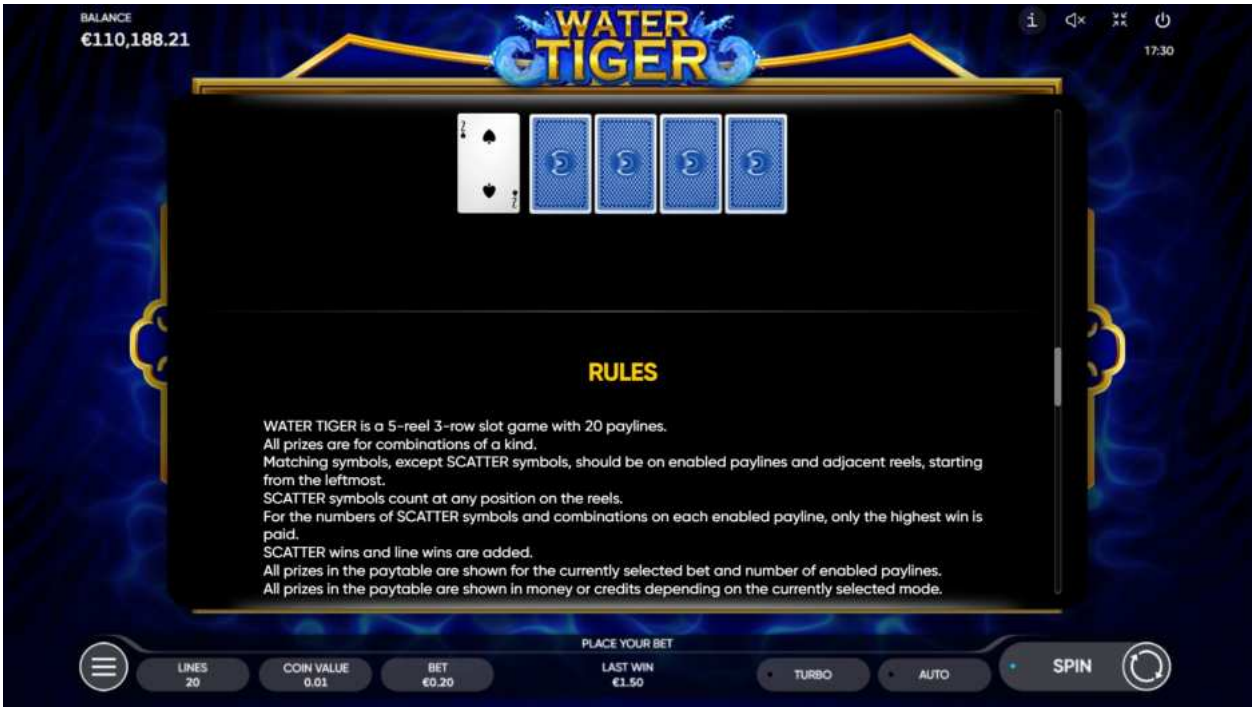 BALANCE
€110,188.21
WATER
TIGER
i
17:30
2
2
RULES
WATER TIGER is a 5-reel 3-row slot game with 20 paylines.
All prizes are for combinations of a kind.
Matching symbols, except SCATTER symbols, should be on enabled paylines and adjacent reels, starting
from the leftmost.
SCATTER symbols count at any position on the reels.
For the numbers of SCATTER symbols and combinations on each enabled payline, only the highest win is
paid.
SCATTER wins and line wins are added.
All prizes in the paytable are shown for the currently selected bet and number of enabled paylines.
All prizes in the paytable are shown in money or credits depending on the currently selected mode.
PLACE YOUR BET
LINES
20
COIN VALUE
0.01
BET
€0.20
LAST WIN
€1.50
TURBO
AUTO
SPIN